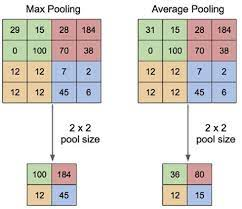 Max Pooling
29 15 28 184
0 100 70 38
12 12 7 2
12 12 45 6
2 x 2
pool size
100 184
12 45
Average Pooling
31 15 28 184
0 100 70 38
12 12 7 2
12 12 45 6
2 x 2
pool size
36 80
12 15